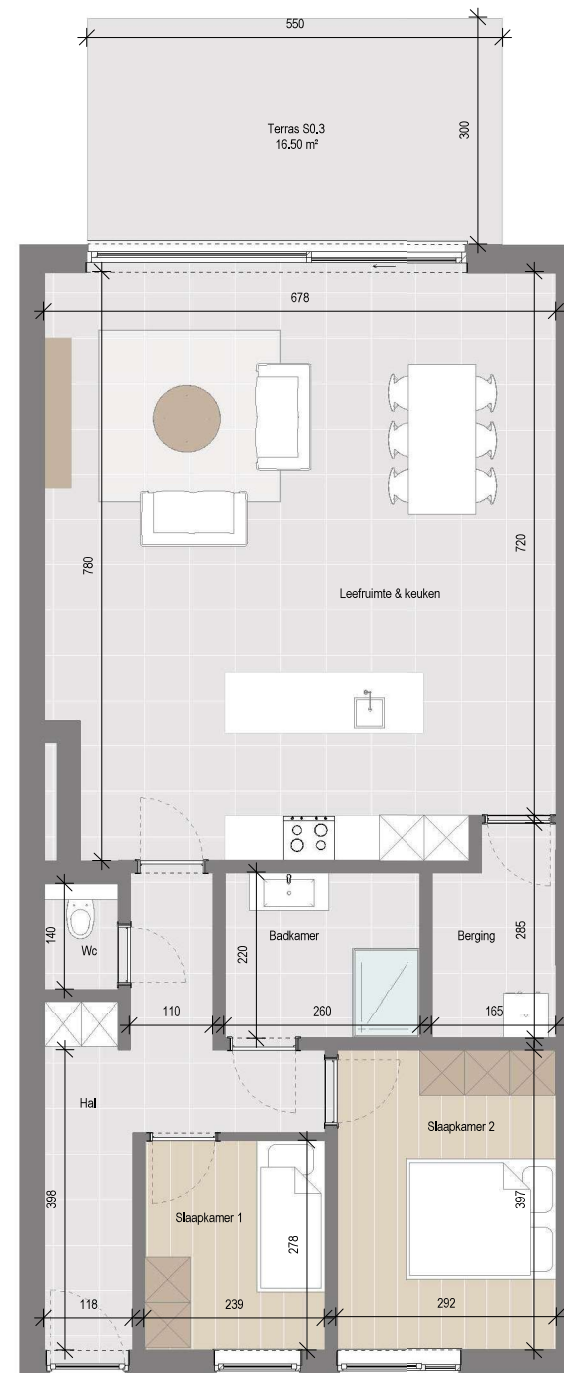 550
Terras S0.3
16.50 m²
300
678
780
720
Leefruimte & keuken
140
Wc
220
Badkamer
Berging
285
110
260
165
Hal
398
Slaapkamer 1
278
Slaapkamer 2
397
118
239
292